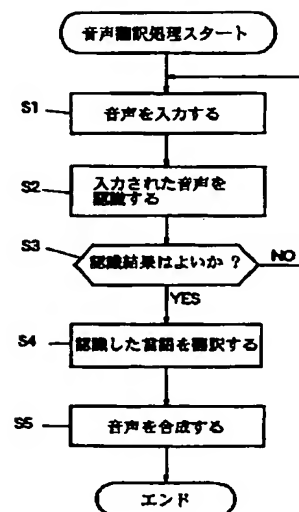 音声翻訳処理スタート
S1
音声を入力する
S2
入力された音声を
認識する
S3
認識結果はよいか？
NO
YES
S4
認識した言語を翻訳する
S5
音声を合成する
エンド